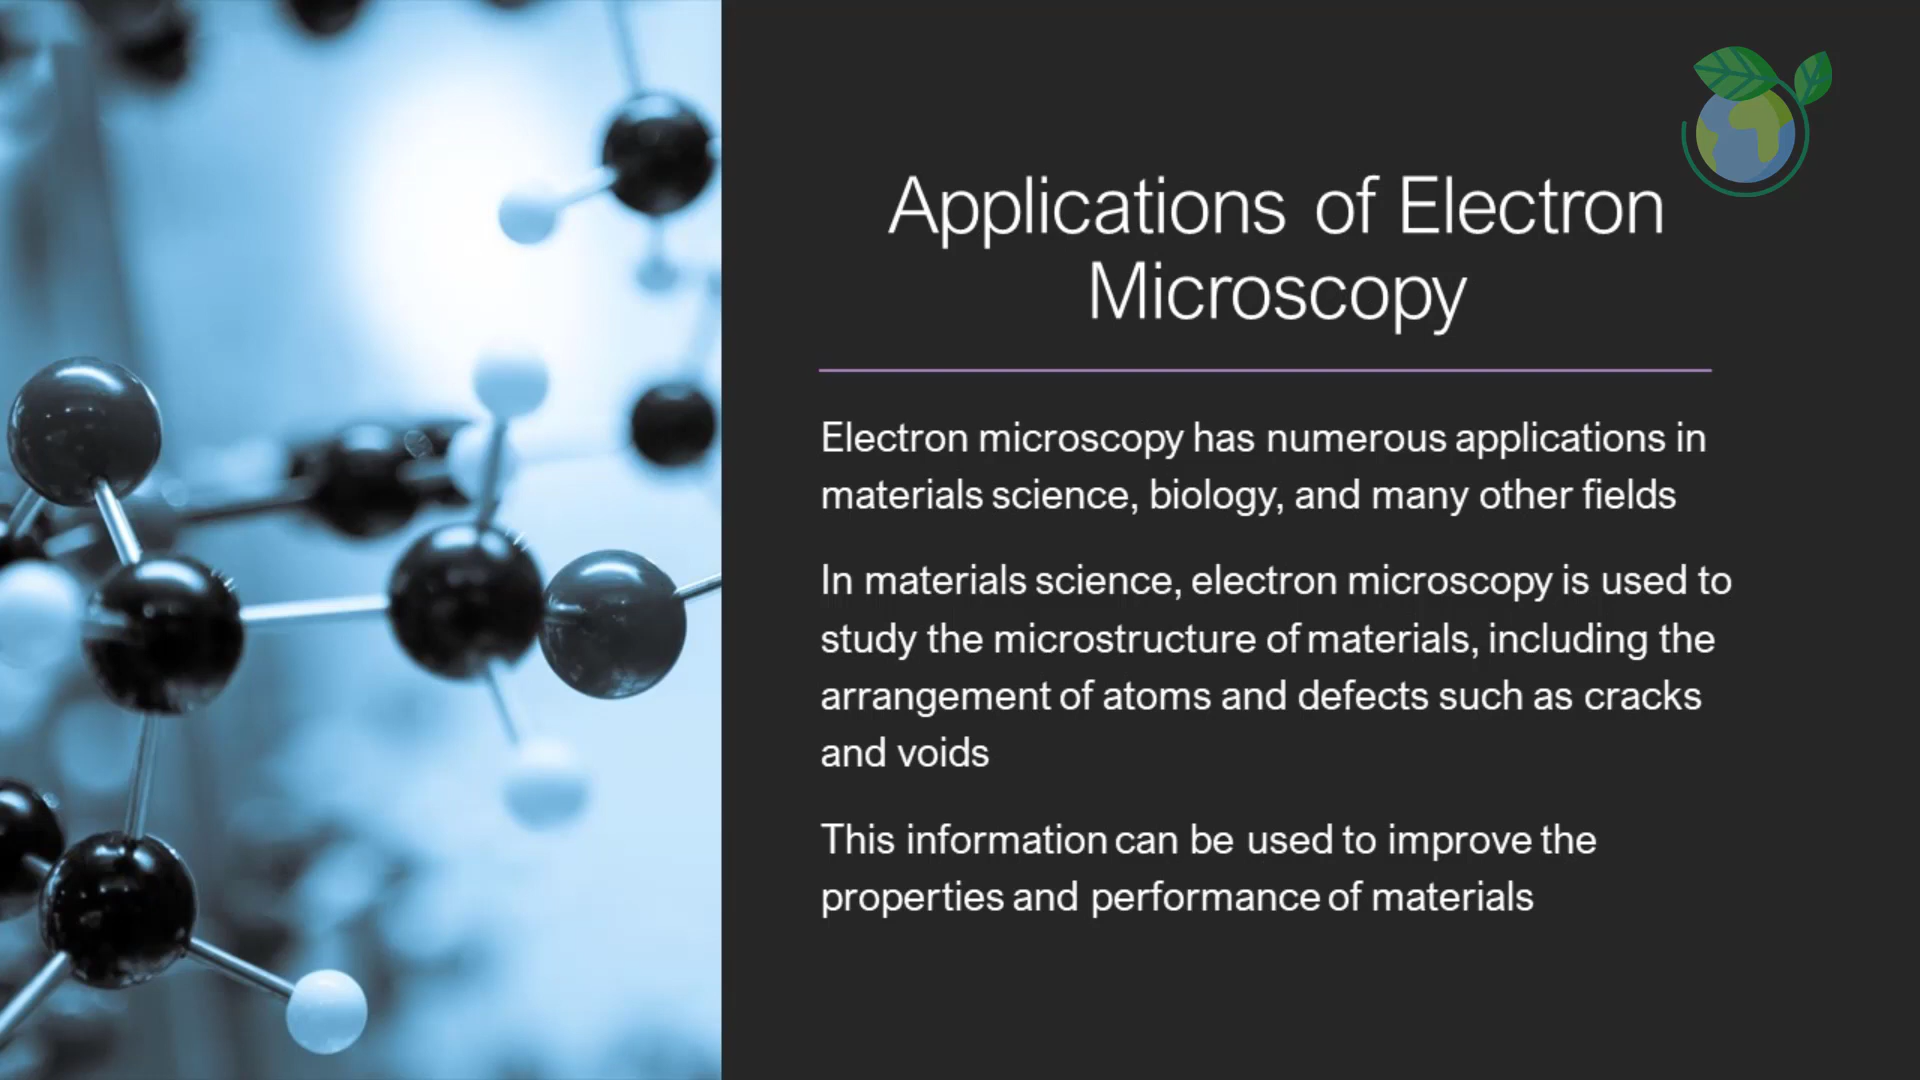 Applications of Electron
Microscopy
Electron microscopy has numerous applications in
materials science, biology, and many other fields
In materials science, electron microscopy is used to
study the microstructure of materials, including the
arrangement of atoms and defects such as cracks
and voids
This information can be used to improve the
properties and performance of materials